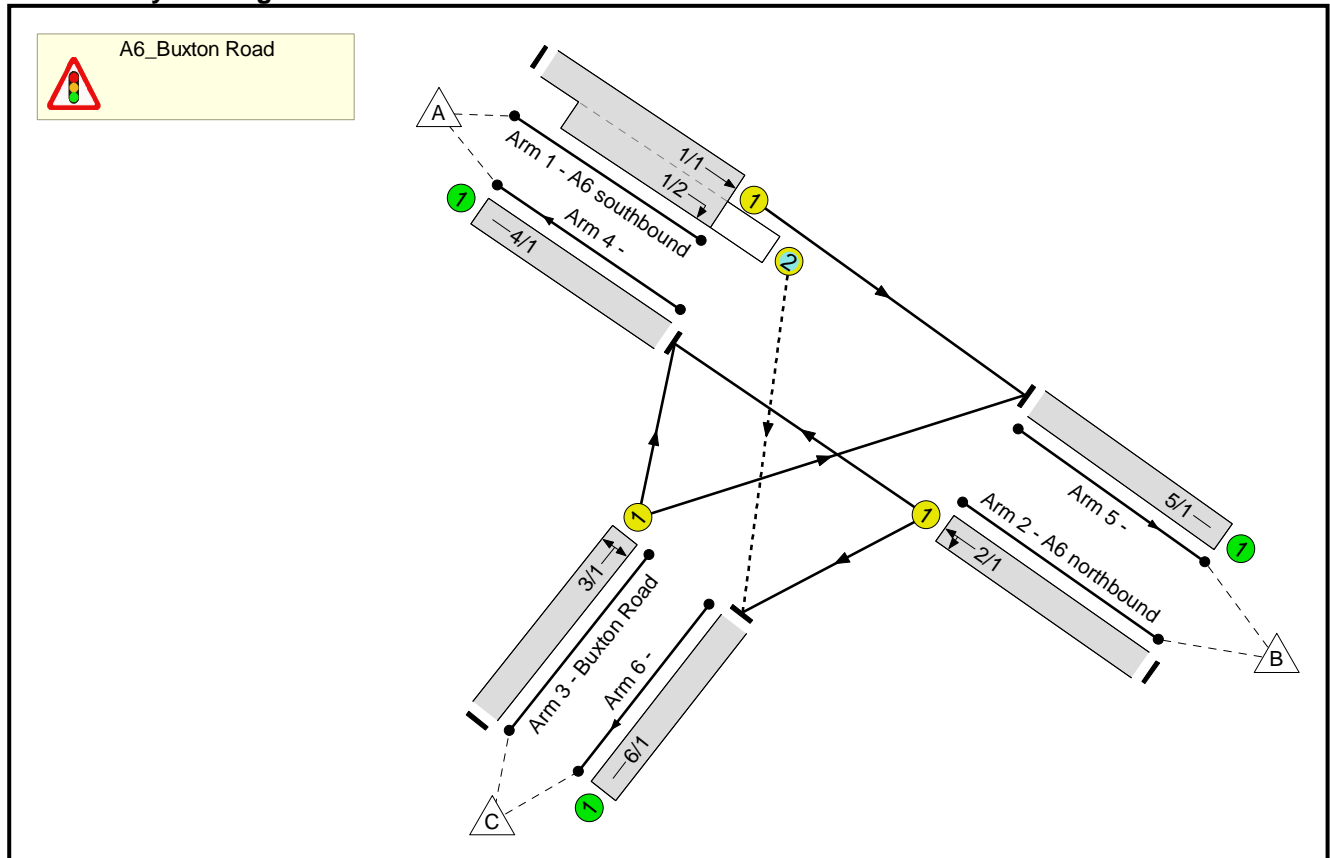 A6_Buxton Road
A
1/1
Arm 1 - A6 southbound
1/2
1
1
Arm 4 -
4/1
2
5/1
Arm 5 -
1
1
Arm 2 - A6 northbound
1
2/1
3/1
Arm 3 - Buxton Road
Arm 6 -
B
6/1
1
C